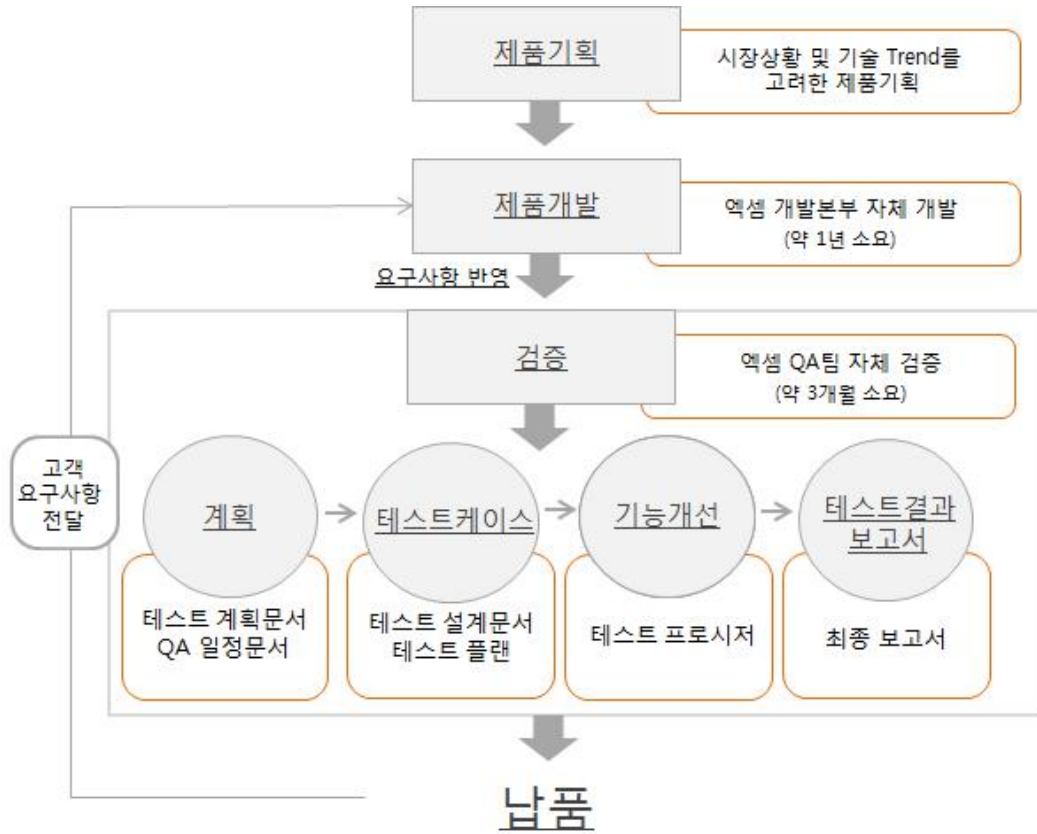 제품기획
시장상황 및 기술 Trend를
고려한 제품기획
제품개발
엑셈 개발본부 자체 개발
(약 1년 소요)
요구사항 반영
검증
엑셈 QA팀 자체 검증
(약 3개월 소요)
고객
요구사항
전달
계획
테스트케이스
기능개선
테스트결과
보고서
테스트 계획문서
QA 일정문서
테스트 설계문서
테스트 플랜
테스트 프로시저
최종 보고서
납품